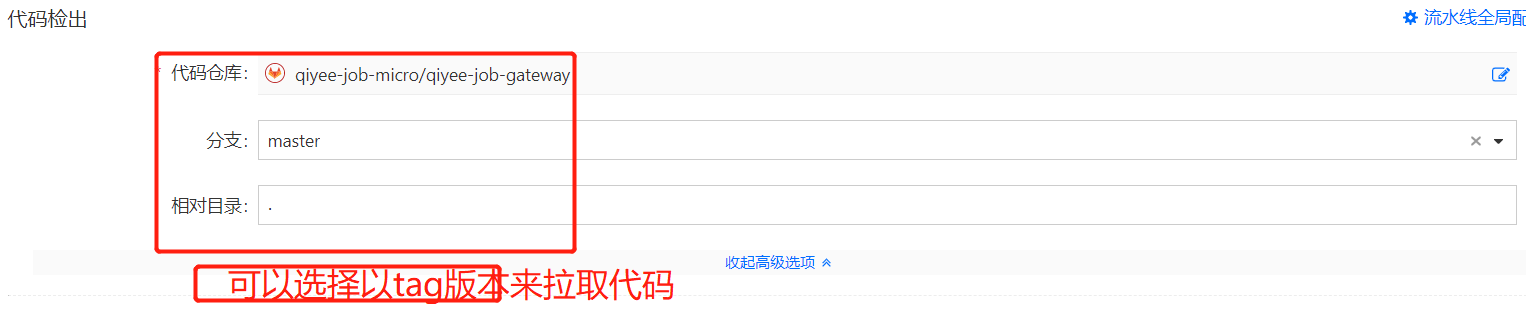 代码检出
流水线全局配
* 代码仓库： qiyee-job-micro/qiyee-job-gateway
分支： master
相对目录： .
收起高级选项
可以选择以tag版本来拉取代码